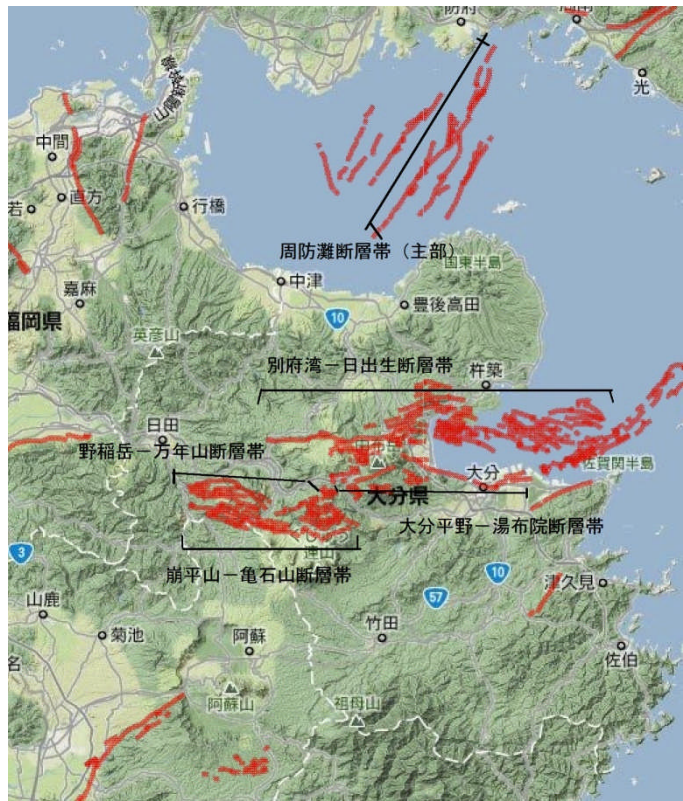 防府
光
中間
若
直方
行橋
周防灘断層帯（主部）
国東半島
中津
豊後高田
嘉麻
10
福岡県
英彦山
別府湾－日出生断層帯
杵築
日田
野稲岳－万年山断層帯
佐賀関半島
大分
大分県
大分平野－湯布院断層帯
3
連山
崩平山－亀石山断層帯
10
津久見
57
山鹿
菊池
阿蘇
竹田
佐伯
名
阿蘇山
祖母山